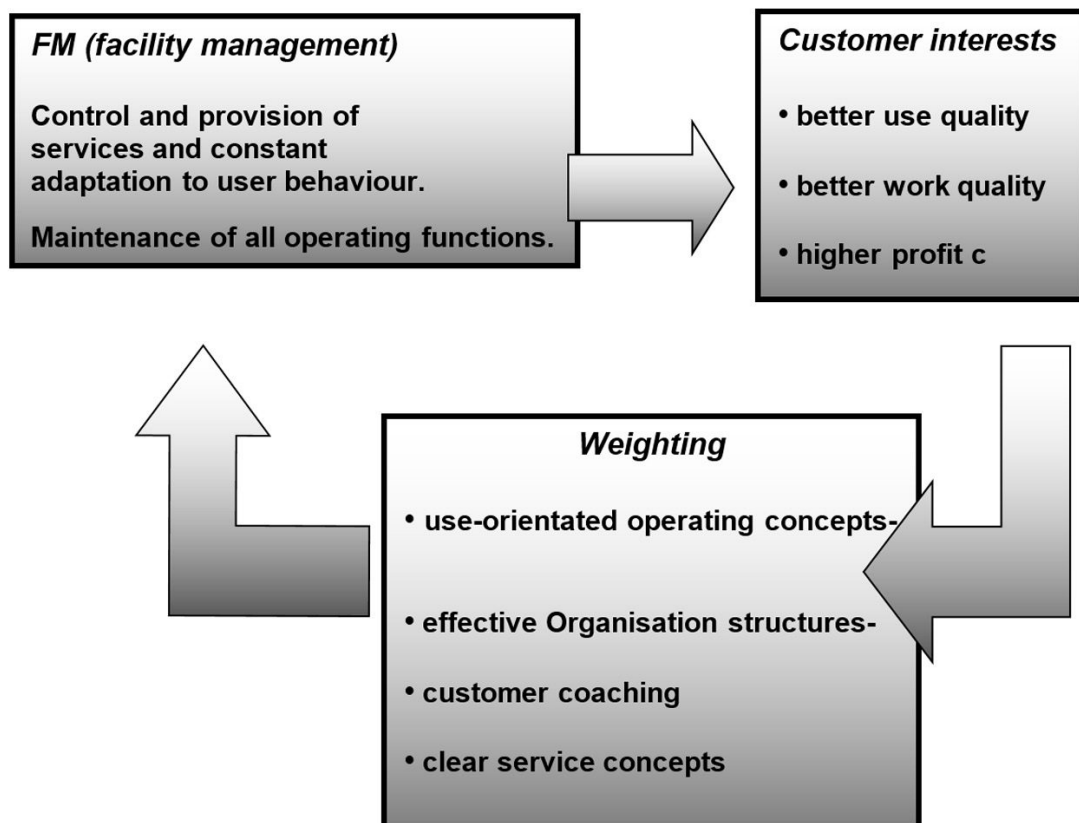 FM (facility management)
Control and provision of
services and constant
adaptation to user behaviour.
Maintenance of all operating functions.
Customer interests
• better use quality
• better work quality
• higher profit c
Weighting
• use-orientated operating concepts-
• effective Organisation structures-
• customer coaching
• clear service concepts